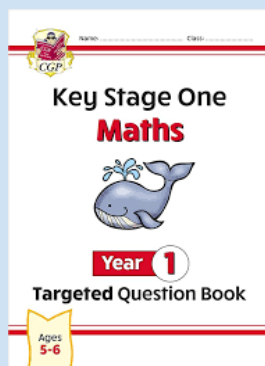 Name: Class:
CGP
Key Stage One
Maths
Year 1
Targeted Question Book
Ages
5-6